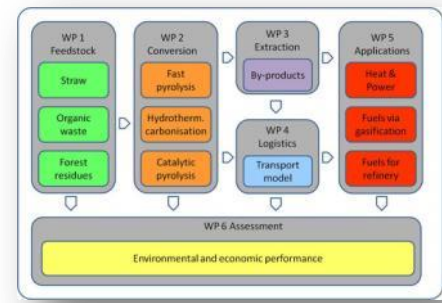 WP 1
Feedstock
Straw
Organic
waste
Forest
residues
WP 2
Conversion
Fast
pyrolysis
Hydrotherm.
carbonisation
Catalytic
pyrolysis
WP 3
Extraction
By-products
WP 4
Logistics
Transport
model
WP 5
Applications
Heat &
Power
Fuels via
gasification
Fuels for
refinery
WP 6 Assessment
Environmental and economic performance